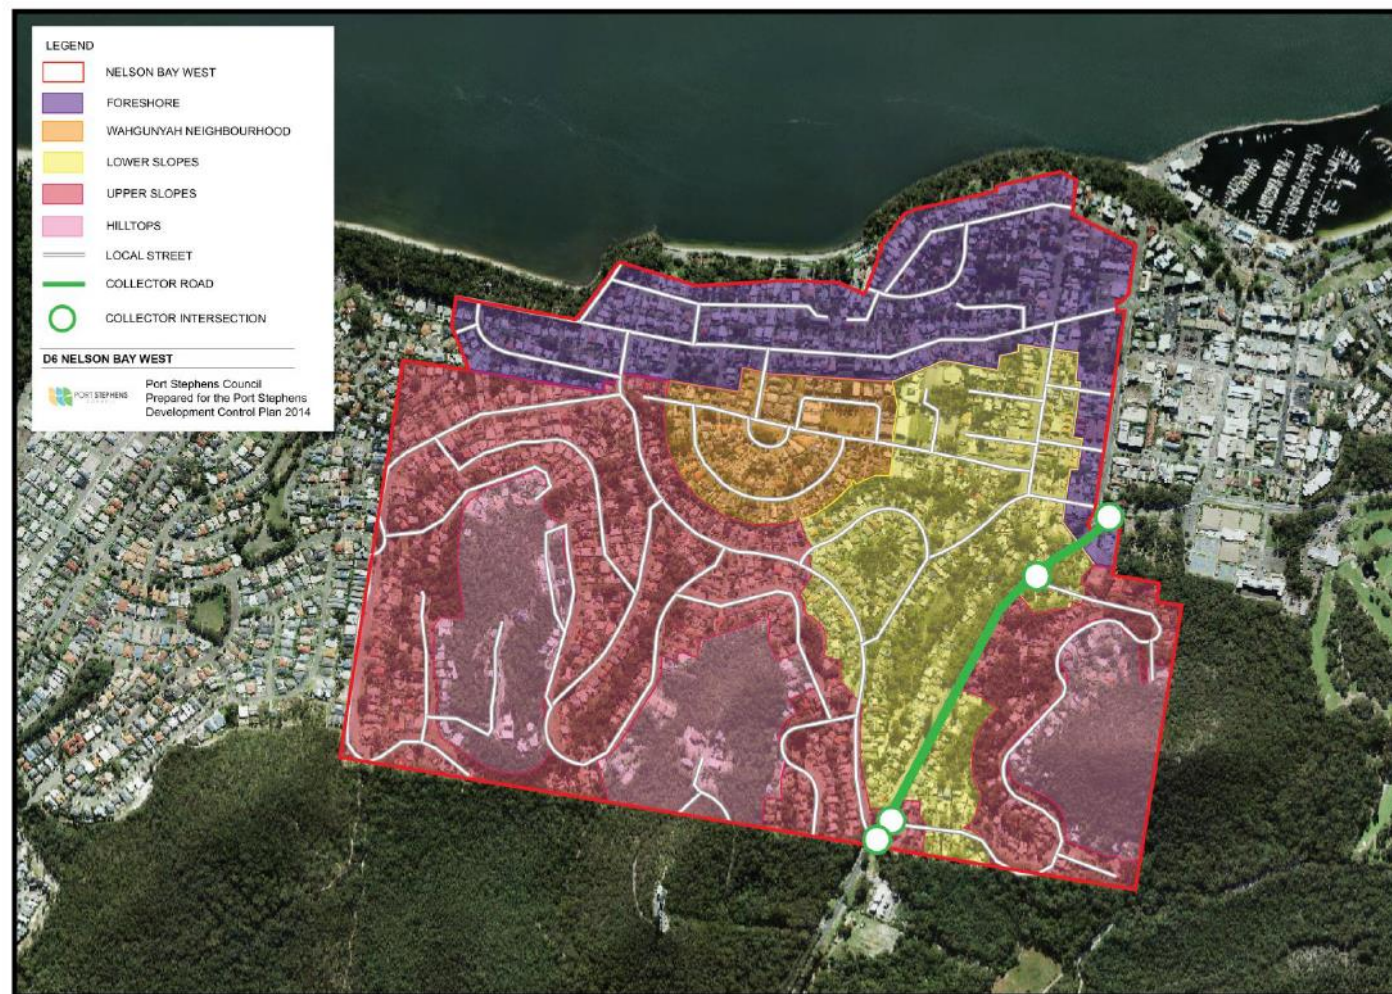 LEGEND
NELSON BAY WEST
FORESHORE
WAHGUNYAH NEIGHBOURHOOD
LOWER SLOPES
UPPER SLOPES
HILLTOPS
LOCAL STREET
COLLECTOR ROAD
COLLECTOR INTERSECTION
D6 NELSON BAY WEST
PORT STEPHENS
COUNCIL
Port Stephens Council
Prepared for the Port Stephens
Development Control Plan 2014